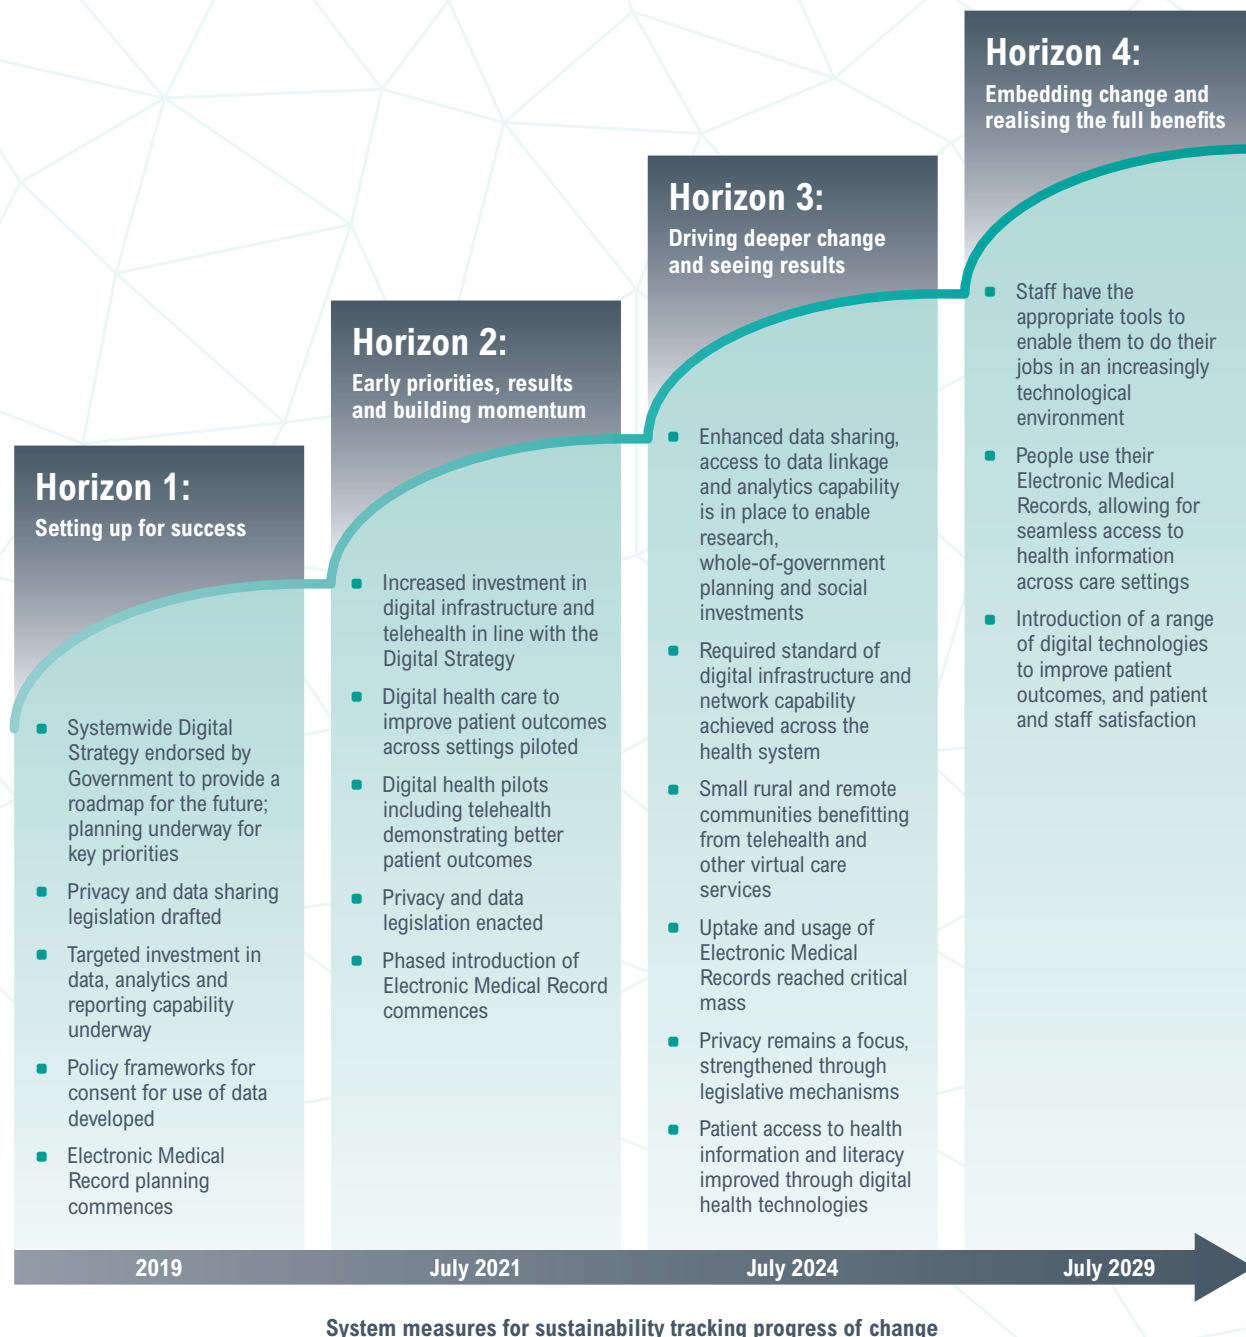 Horizon 1:
Setting up for success
Systemwide Digital
Strategy endorsed by
Government to provide a
roadmap for the future;
planning underway for
key priorities
Privacy and data sharing
legislation drafted
Targeted investment in
data, analytics and
reporting capability
underway
Policy frameworks for
consent for use of data
developed
Electronic Medical
Record planning
commences
Horizon 2:
Early priorities, results
and building momentum
Increased investment in
digital infrastructure and
telehealth in line with the
Digital Strategy
Digital health care to
improve patient outcomes
across settings piloted
Digital health pilots
including telehealth
demonstrating better
patient outcomes
Privacy and data
legislation enacted
Phased introduction of
Electronic Medical Record
commences
Horizon 3:
Driving deeper change
and seeing results
Enhanced data sharing,
access to data linkage
and analytics capability
is in place to enable
research,
whole-of-government
planning and social
investments
Required standard of
digital infrastructure and
network capability
achieved across the
health system
Small rural and remote
communities benefitting
from telehealth and
other virtual care
services
Uptake and usage of
Electronic Medical
Records reached critical
mass
Privacy remains a focus,
strengthened through
legislative mechanisms
Patient access to health
information and literacy
improved through digital
health technologies
Horizon 4:
Embedding change and
realising the full benefits
Staff have the
appropriate tools to
enable them to do their
jobs in an increasingly
technological
environment
People use their
Electronic Medical
Records, allowing for
seamless access to
health information
across care settings
Introduction of a range
of digital technologies
to improve patient
outcomes, and patient
and staff satisfaction
2019
July 2021
July 2024
July 2029
System measures for sustainability tracking progress of change